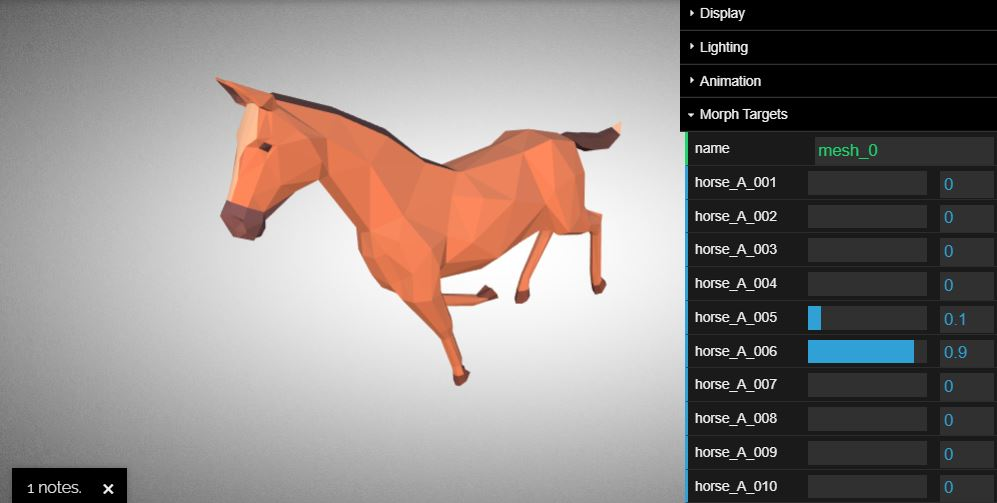 Display
Lighting
Animation
Morph Targets
name mesh_0
horse_A_001 0
horse_A_002 0
horse_A_003 0
horse_A_004 0
horse_A_005 0.1
horse_A_006 0.9
horse_A_007 0
horse_A_008 0
horse_A_009 0
horse_A_010 0
1 notes. ×